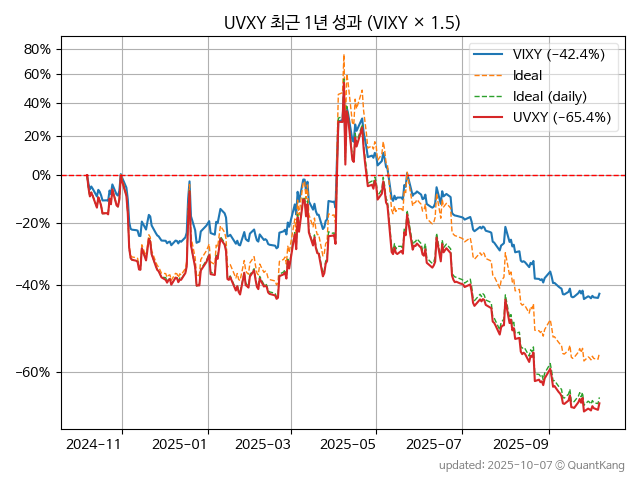 UVXY 최근 1년 성과 (VIXY × 1.5)
80%
60%
40%
20%
0%
−20%
−40%
−60%
VIXY (−42.4%)
Ideal
Ideal (daily)
UVXY (−65.4%)
2024-11
2025-01
2025-03
2025-05
2025-07
2025-09
updated: 2025-10-07 © QuantKang